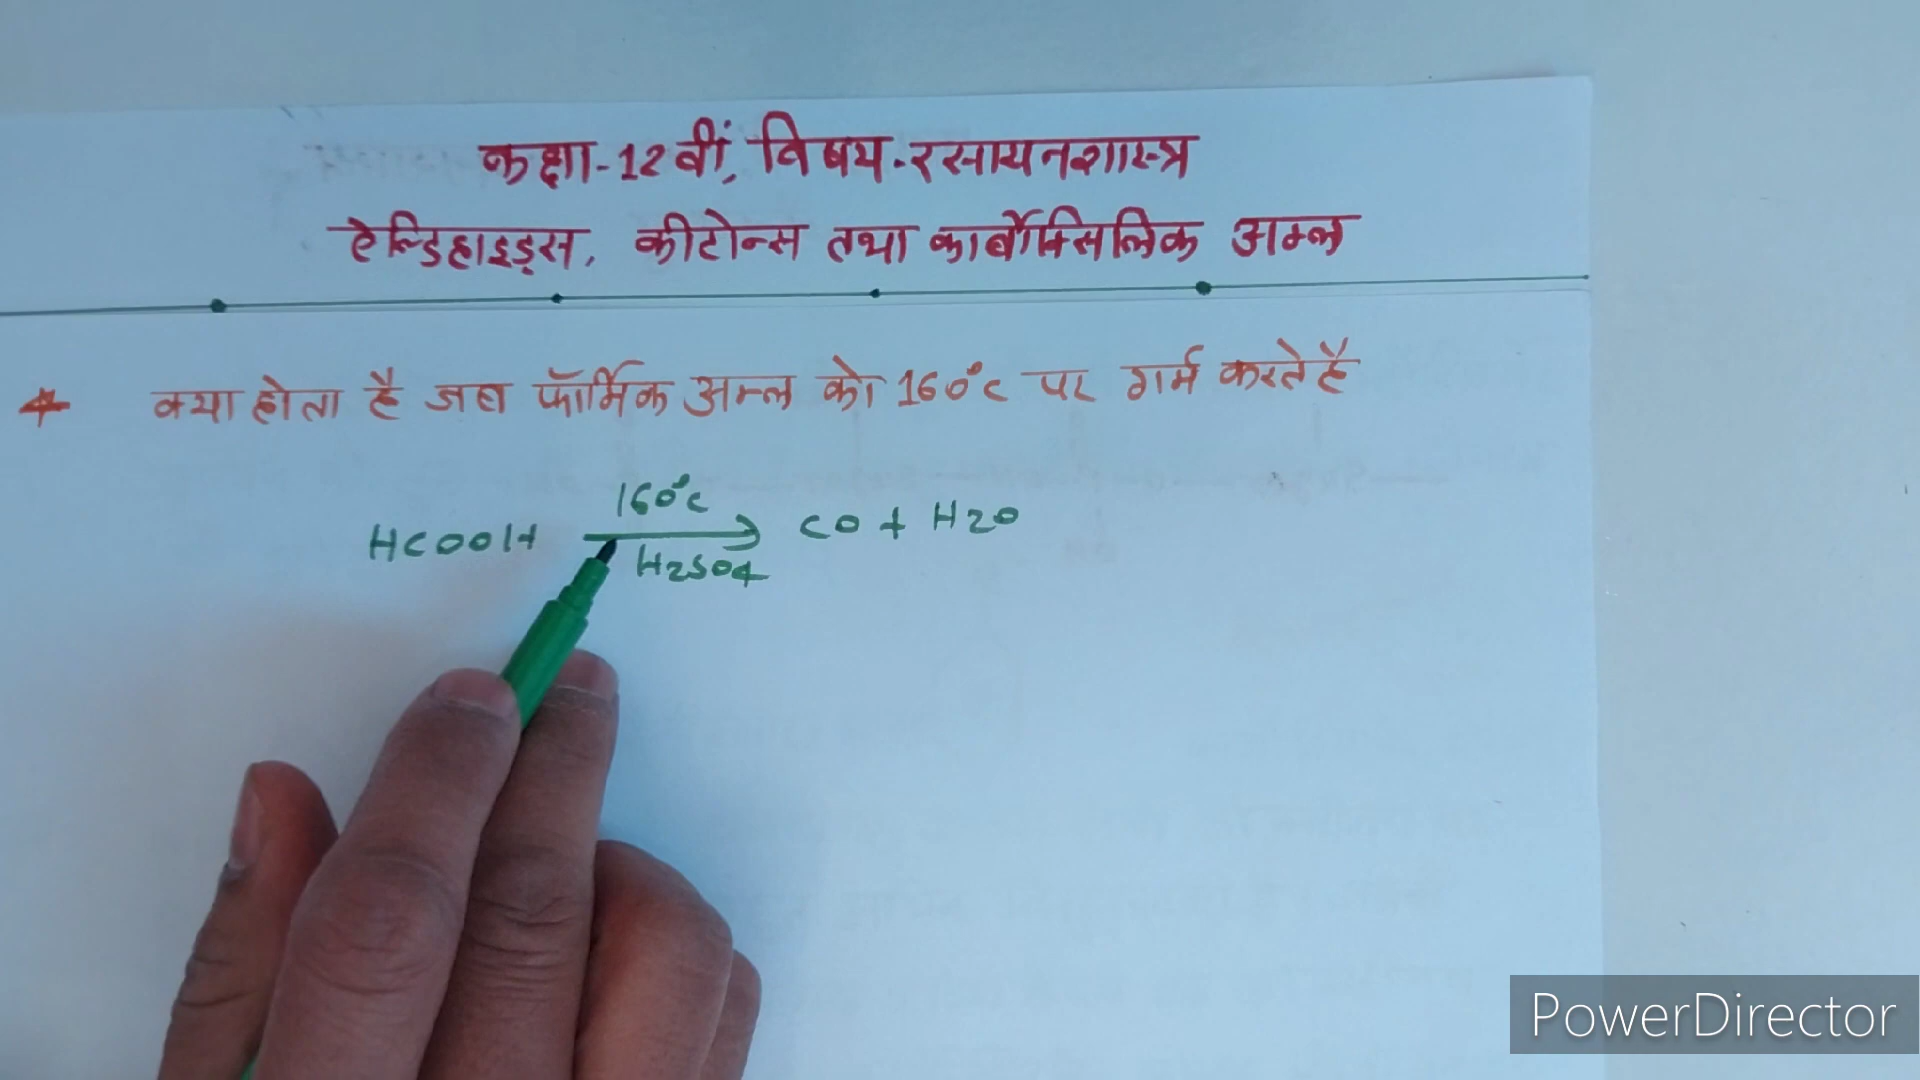 कक्षा-12 वीं, विषय-रसायनशास्त्र
ऐल्डिहाइड्स, कीटोन्स तथा कार्बोक्सिलिक अम्ल
* क्या होता है जब फॉर्मिक अम्ल को 160°C पर गर्म करते है
160°C
HCOOH → CO + H2O
H2SO4
PowerDirector